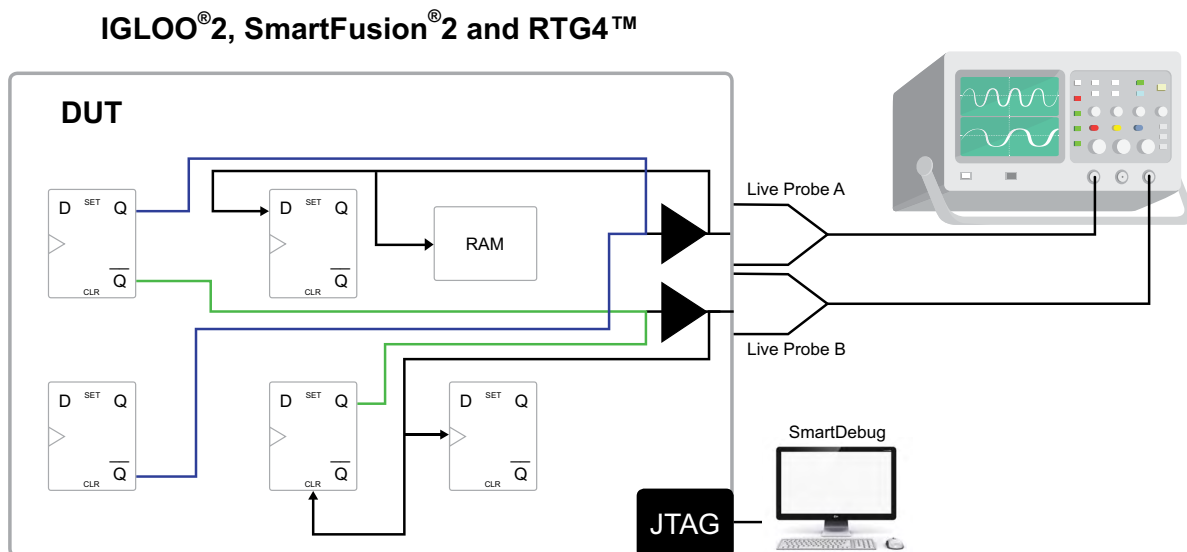 IGLOO®2, SmartFusion®2 and RTG4™
DUT
Live Probe A
D SET Q
Q
CLR
D SET Q
Q
CLR
RAM
Live Probe B
D SET Q
Q
CLR
D SET Q
Q
CLR
D SET Q
Q
CLR
SmartDebug
JTAG